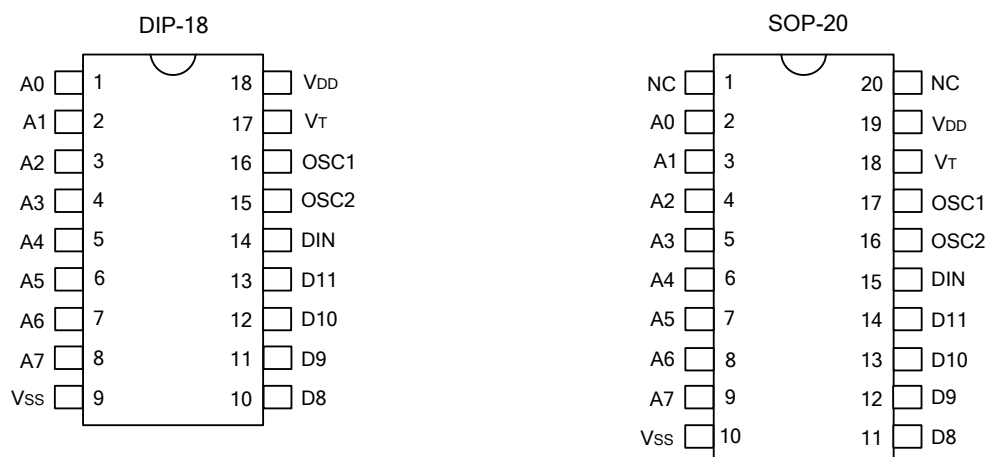 DIP-18
A0 1 18 VDD
A1 2 17 VT
A2 3 16 OSC1
A3 4 15 OSC2
A4 5 14 DIN
A5 6 13 D11
A6 7 12 D10
A7 8 11 D9
Vss 9 10 D8
SOP-20
NC 1 20 NC
A0 2 19 VDD
A1 3 18 VT
A2 4 17 OSC1
A3 5 16 OSC2
A4 6 15 DIN
A5 7 14 D11
A6 8 13 D10
A7 9 12 D9
Vss 10 11 D8